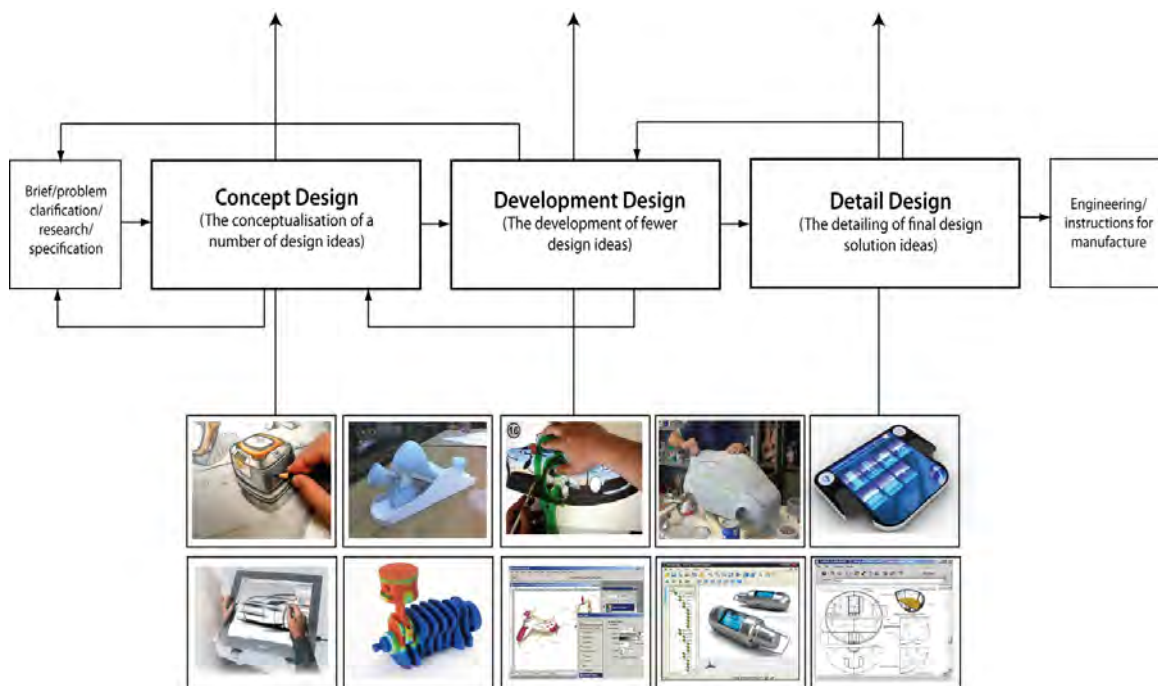 Brief/problem
clarification/
research/
specification
Concept Design
(The conceptualisation of a
number of design ideas)
Development Design
(The development of fewer
design ideas)
Detail Design
(The detailing of final design
solution ideas)
Engineering/
instructions for
manufacture
16